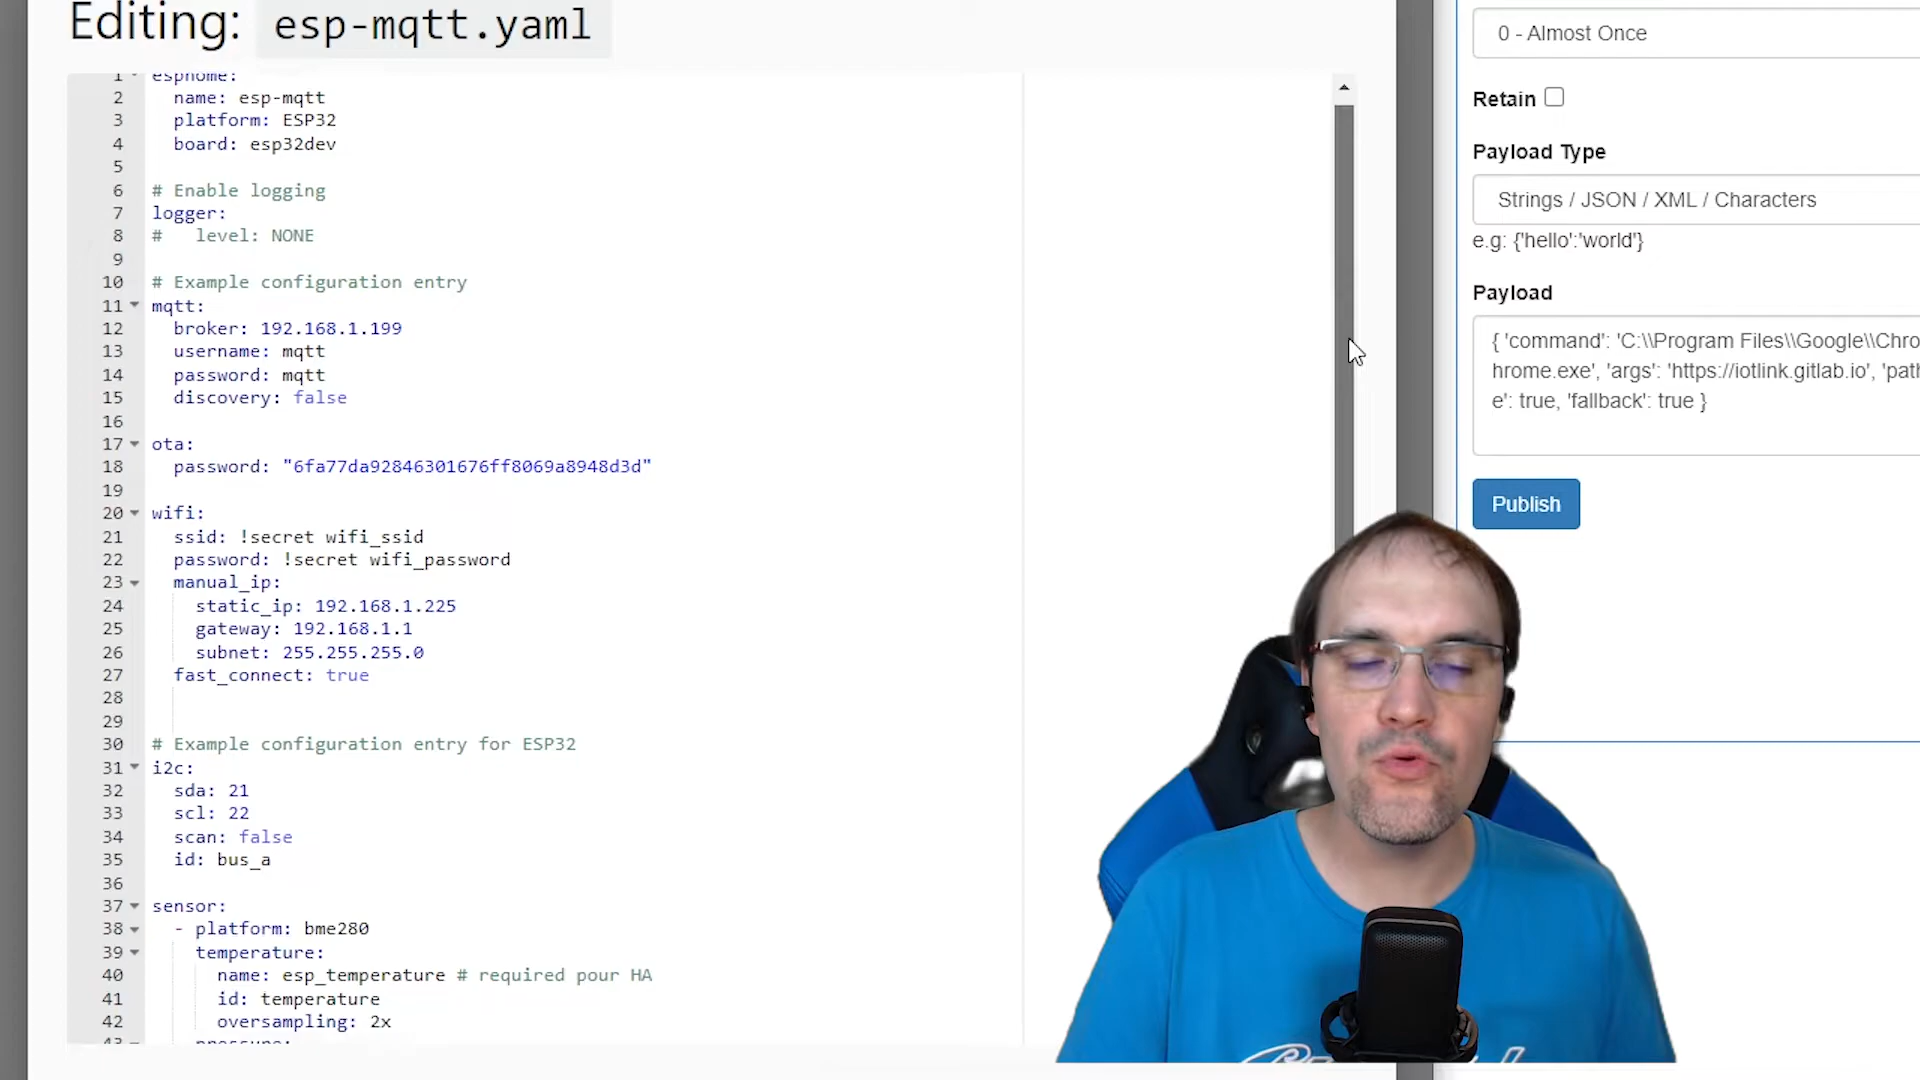 Editing: esp-mqtt.yaml
1 esphome:
2 name: esp-mqtt
3 platform: ESP32
4 board: esp32dev
5
6 # Enable logging
7 logger:
8 # level: NONE
9
10 # Example configuration entry
11 mqtt:
12 broker: 192.168.1.199
13 username: mqtt
14 password: mqtt
15 discovery: false
16
17 ota:
18 password: "6fa77da92846301676ff8069a8948d3d"
19
20 wifi:
21 ssid: !secret wifi_ssid
22 password: !secret wifi_password
23 manual_ip:
24 static_ip: 192.168.1.225
25 gateway: 192.168.1.1
26 subnet: 255.255.255.0
27 fast_connect: true
28
29
30 # Example configuration entry for ESP32
31 i2c:
32 sda: 21
33 scl: 22
34 scan: false
35 id: bus_a
36
37 sensor:
38 - platform: bme280
39 temperature:
40 name: esp_temperature # required pour HA
41 id: temperature
42 oversampling: 2x
43 pressure:
0 - Almost Once
Retain
Payload Type
Strings / JSON / XML / Characters
e.g: {'hello':'world'}
Payload
{ 'command': 'C:\\Program Files\\Google\\Chro
hrome.exe', 'args': 'https://iotlink.gitlab.io', 'path
e': true, 'fallback': true }
Publish